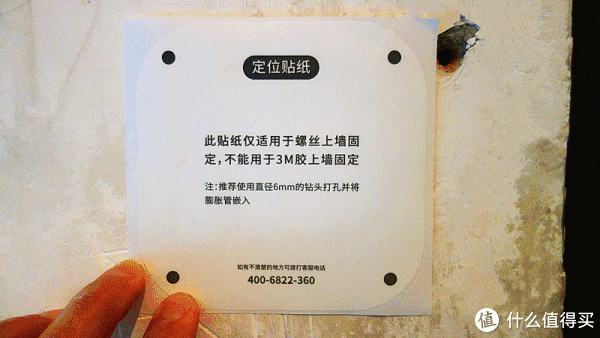 定位贴纸
此贴纸仅适用于螺丝上墙固
定，不能用于3M胶上墙固定
注：推荐使用直径6mm的钻头打孔并将
膨胀管嵌入
如有不清楚的地方可拨打客服电话
400-6822-360
值 什么值得买